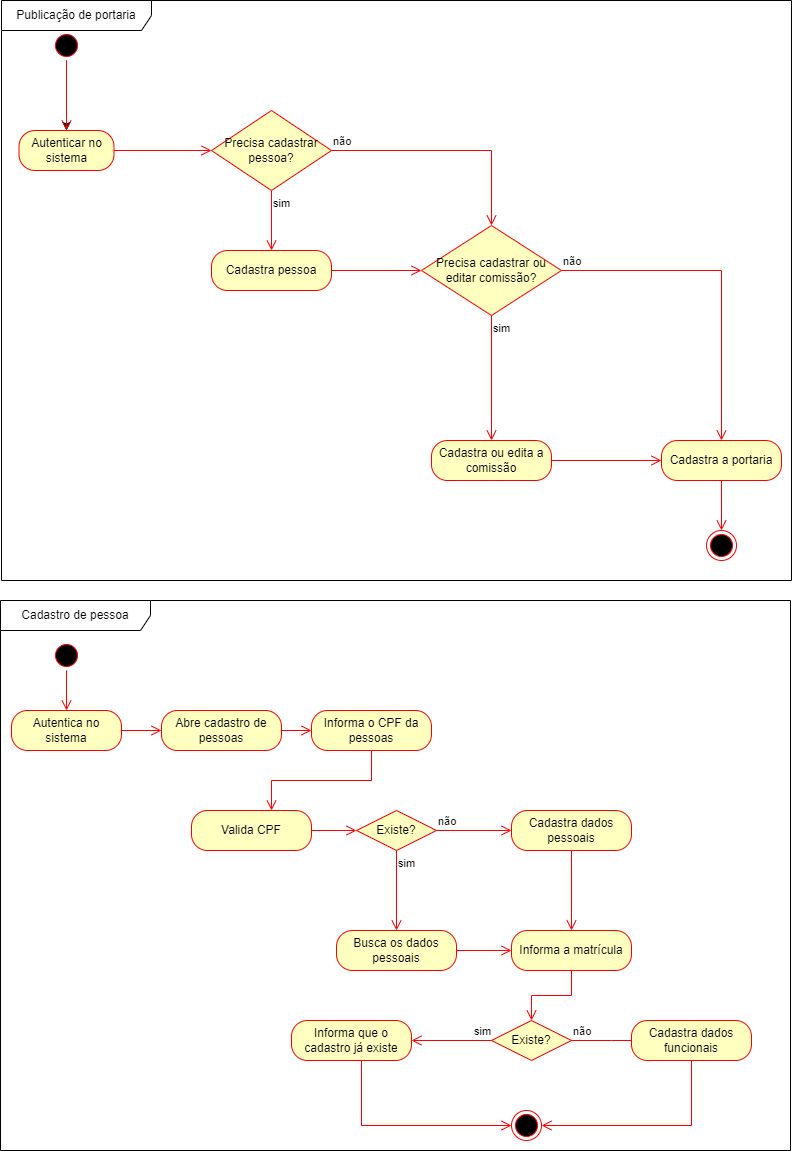 Publicação de portaria
Autenticar no
sistema
Precisa cadastrar
pessoa?
não
sim
Cadastra pessoa
Precisa cadastrar ou
editar comissão?
não
sim
Cadastra ou edita a
comissão
Cadastra a portaria
Cadastro de pessoa
Autentica no
sistema
Abre cadastro de
pessoas
Informa o CPF da
pessoas
Valida CPF
Existe?
não
sim
Cadastra dados
pessoais
Busca os dados
pessoais
Informa a matrícula
Informa que o
cadastro já existe
sim
Existe?
não
Cadastra dados
funcionais